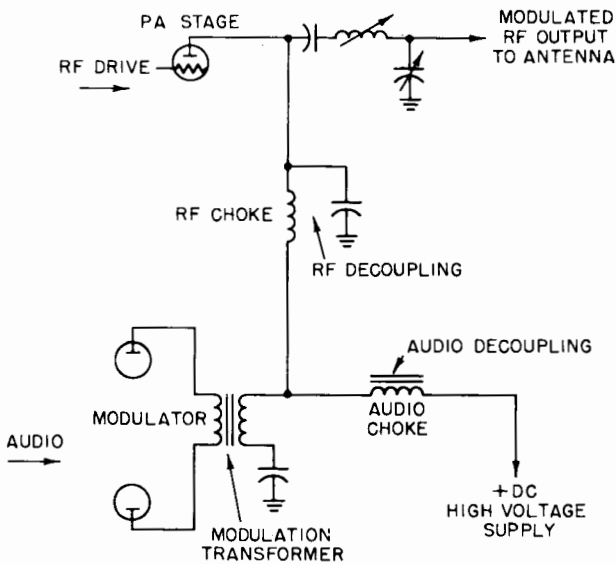 PA STAGE
RF DRIVE
MODULATED
RF OUTPUT
TO ANTENNA
RF CHOKE
RF DECOUPLING
AUDIO DECOUPLING
MODULATOR
AUDIO
CHOKE
AUDIO
+DC
HIGH VOLTAGE
SUPPLY
MODULATION
TRANSFORMER